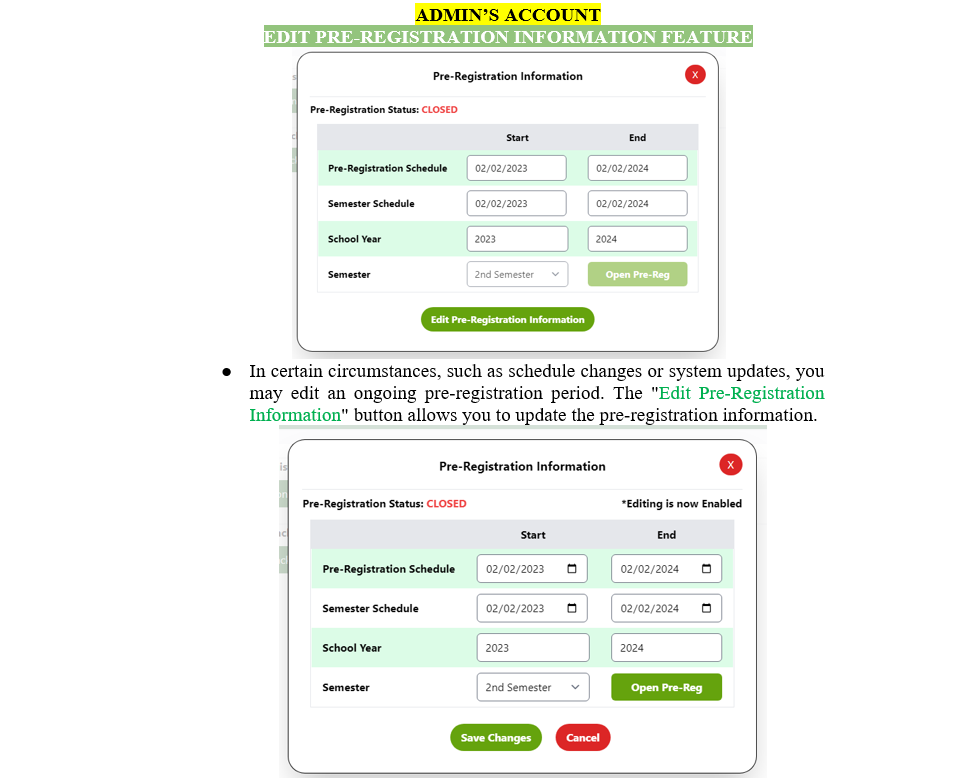 ADMIN’S ACCOUNT
EDIT PRE-REGISTRATION INFORMATION FEATURE
Pre-Registration Information
X
Pre-Registration Status: CLOSED
Start End
Pre-Registration Schedule 02/02/2023 02/02/2024
Semester Schedule 02/02/2023 02/02/2024
School Year 2023 2024
Semester 2nd Semester Open Pre-Reg
Edit Pre-Registration Information
● In certain circumstances, such as schedule changes or system updates, you
may edit an ongoing pre-registration period. The "Edit Pre-Registration
Information" button allows you to update the pre-registration information.
Pre-Registration Information
X
Pre-Registration Status: CLOSED *Editing is now Enabled
Start End
Pre-Registration Schedule 02/02/2023 02/02/2024
Semester Schedule 02/02/2023 02/02/2024
School Year 2023 2024
Semester 2nd Semester Open Pre-Reg
Save Changes Cancel